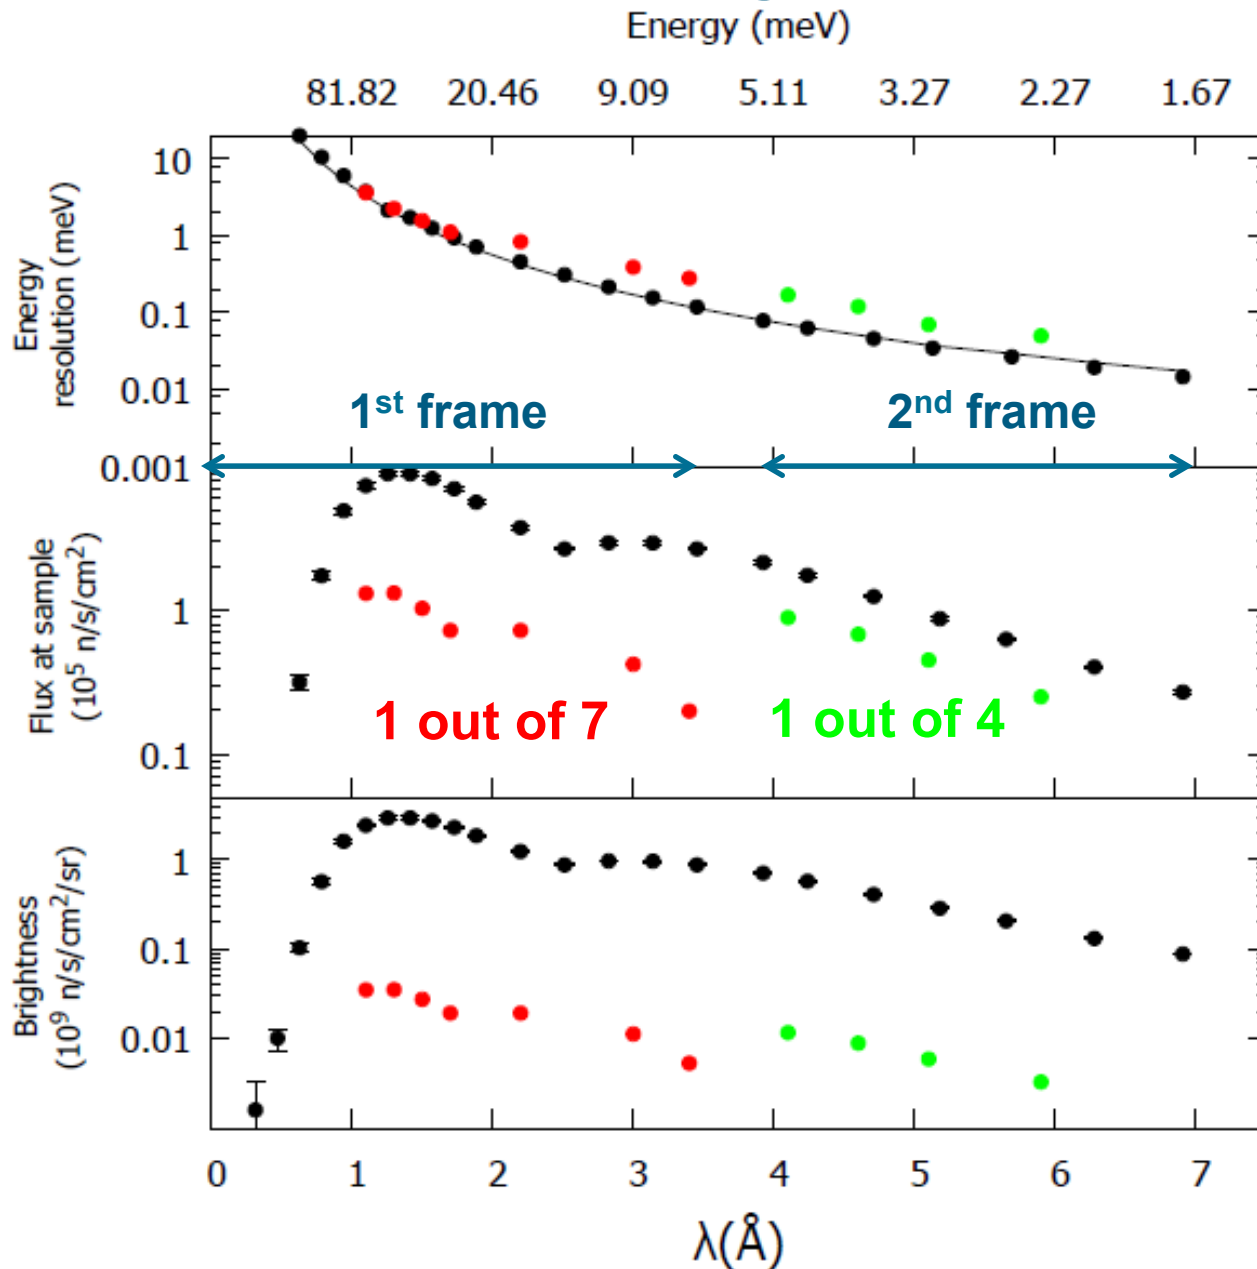 Energy (meV)
81.82 20.46 9.09 5.11 3.27 2.27 1.67
Energy
resolution (meV)
10
1
0.1
0.01
0.001
1st frame
2nd frame
Flux at sample
(10^5 n/s/cm^2)
1
0.1
1 out of 7
1 out of 4
Brightness
(10^9 n/s/cm^2/sr)
1
0.1
0.01
0 1 2 3 4 5 6 7
λ(Å)